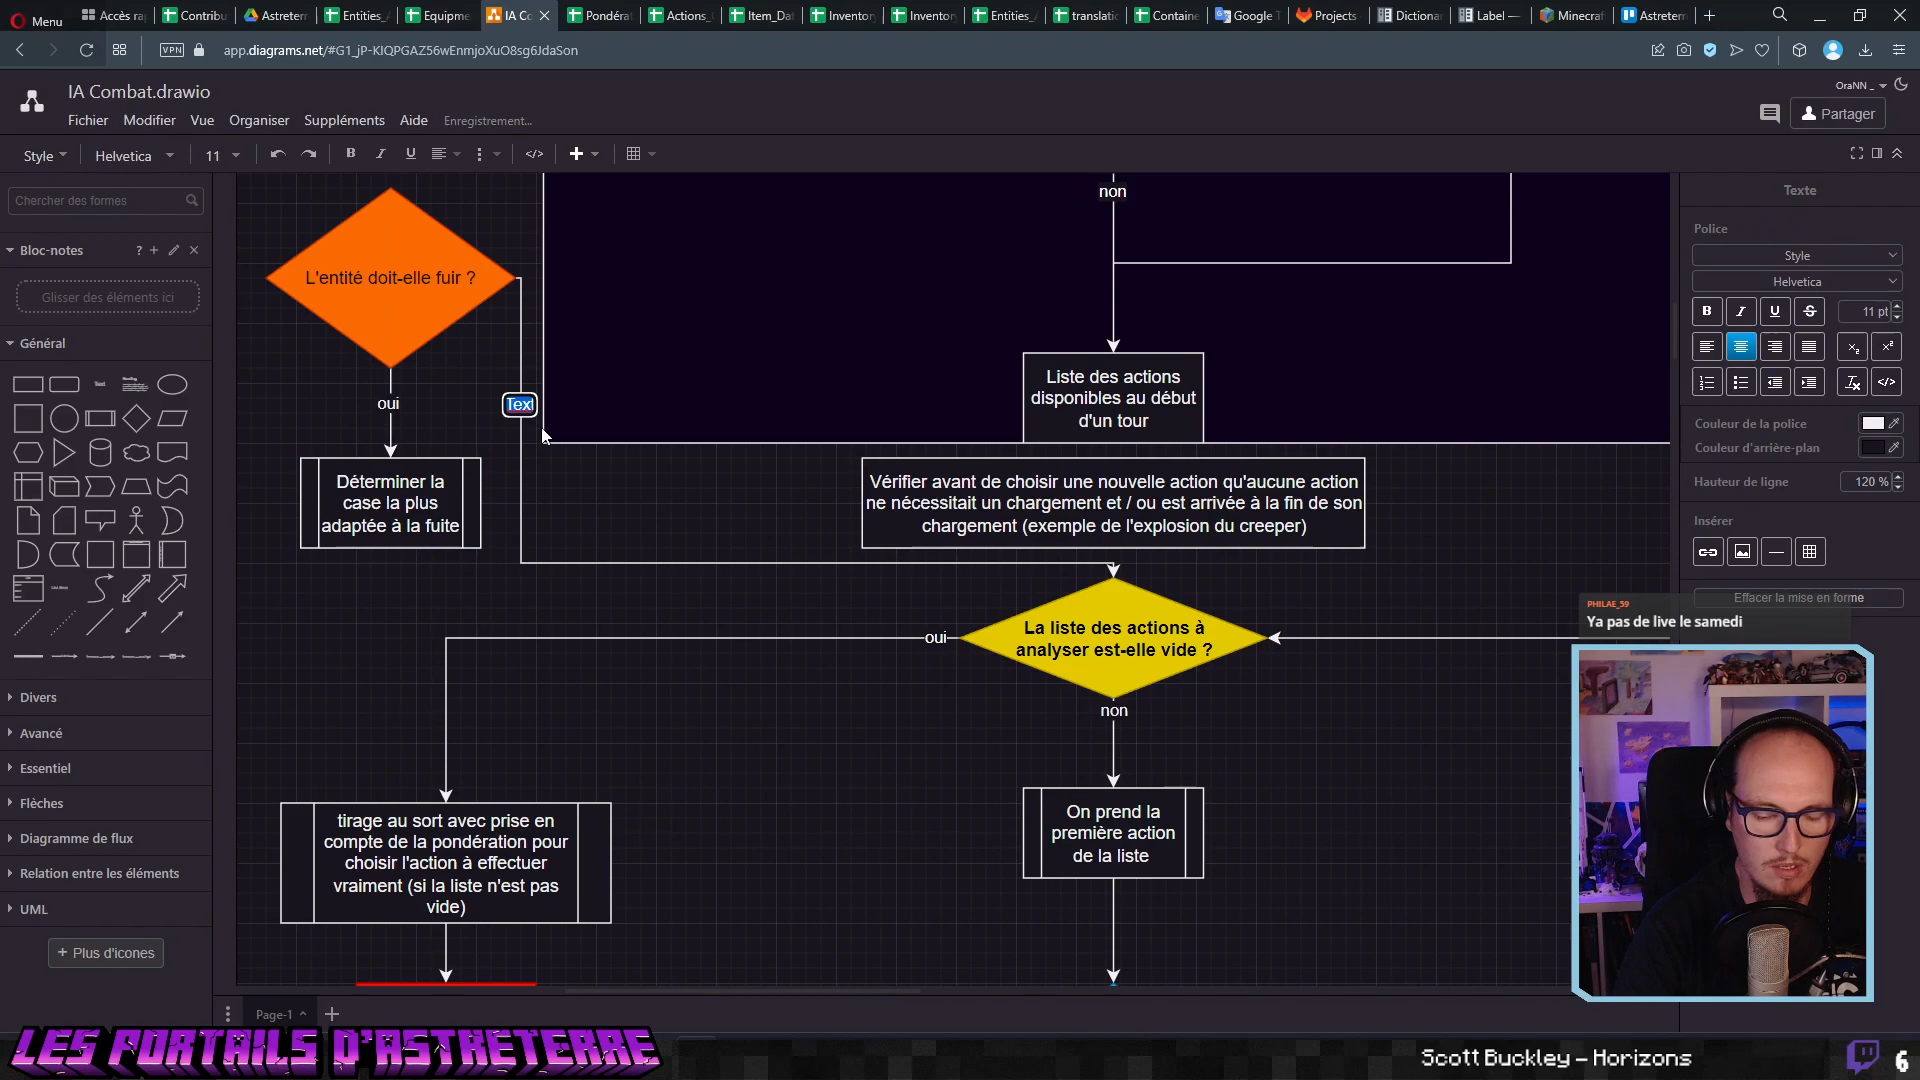 Menu
Accès ra
Contribu
Astreter
Entities_
Equipme
IA Co
Pondérat
Actions_
Item_Dat
Inventor
Inventor
Entities_
translatio
Containe
Google T
Projects
Dictionar
Label —
Minecraf
Astreterr
VPN
app.diagrams.net/#G1_jP-KIQPGAZ56wEnmjoXuO8sg6JdaSon
IA Combat.drawio
OraNN _
Fichier
Modifier
Vue
Organiser
Suppléments
Aide
Enregistrement...
Partager
Style
Helvetica
11
B
I
U
Chercher des formes
Bloc-notes
?
Glisser des éléments ici
Général
Divers
Avancé
Essentiel
Flèches
Diagramme de flux
Relation entre les éléments
UML
+ Plus d'icones
L'entité doit-elle fuir ?
oui
Text
Déterminer la
case la plus
adaptée à la fuite
non
Liste des actions
disponibles au début
d'un tour
Vérifier avant de choisir une nouvelle action qu'aucune action
ne nécessitait un chargement et / ou est arrivée à la fin de son
chargement (exemple de l'explosion du creeper)
La liste des actions à
analyser est-elle vide ?
oui
non
tirage au sort avec prise en
compte de la pondération pour
choisir l'action à effectuer
vraiment (si la liste n'est pas
vide)
On prend la
première action
de la liste
Texte
Police
Style
Helvetica
B
I
U
S
11 pt
Couleur de la police
Couleur d'arrière-plan
Hauteur de ligne
120 %
Insérer
Effacer la mise en forme
PHILAE_59
Ya pas de live le samedi
Page-1
LES PORTAILS D'ASTRETERRE
Scott Buckley – Horizons
6